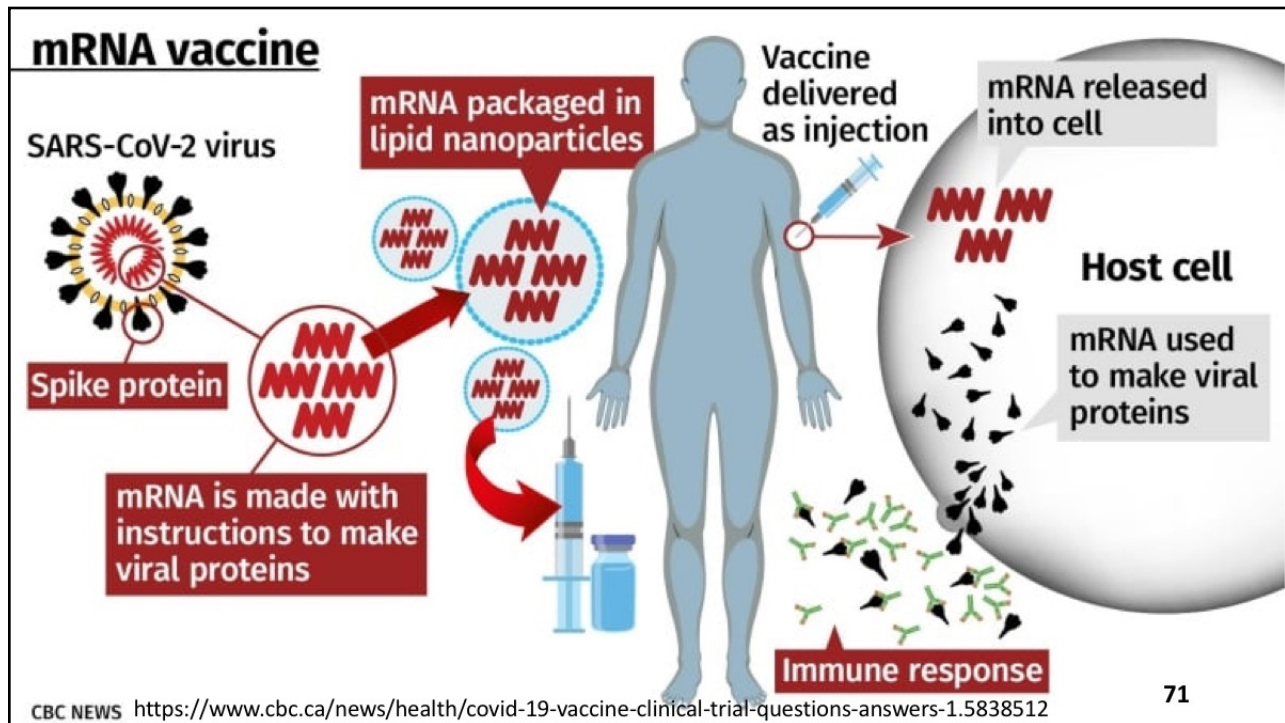 mRNA vaccine
SARS-CoV-2 virus
Spike protein
mRNA is made with
instructions to make
viral proteins
mRNA packaged in
lipid nanoparticles
Vaccine
delivered
as injection
mRNA released
into cell
Host cell
mRNA used
to make viral
proteins
Immune response
CBC NEWS https://www.cbc.ca/news/health/covid-19-vaccine-clinical-trial-questions-answers-1.5838512
71